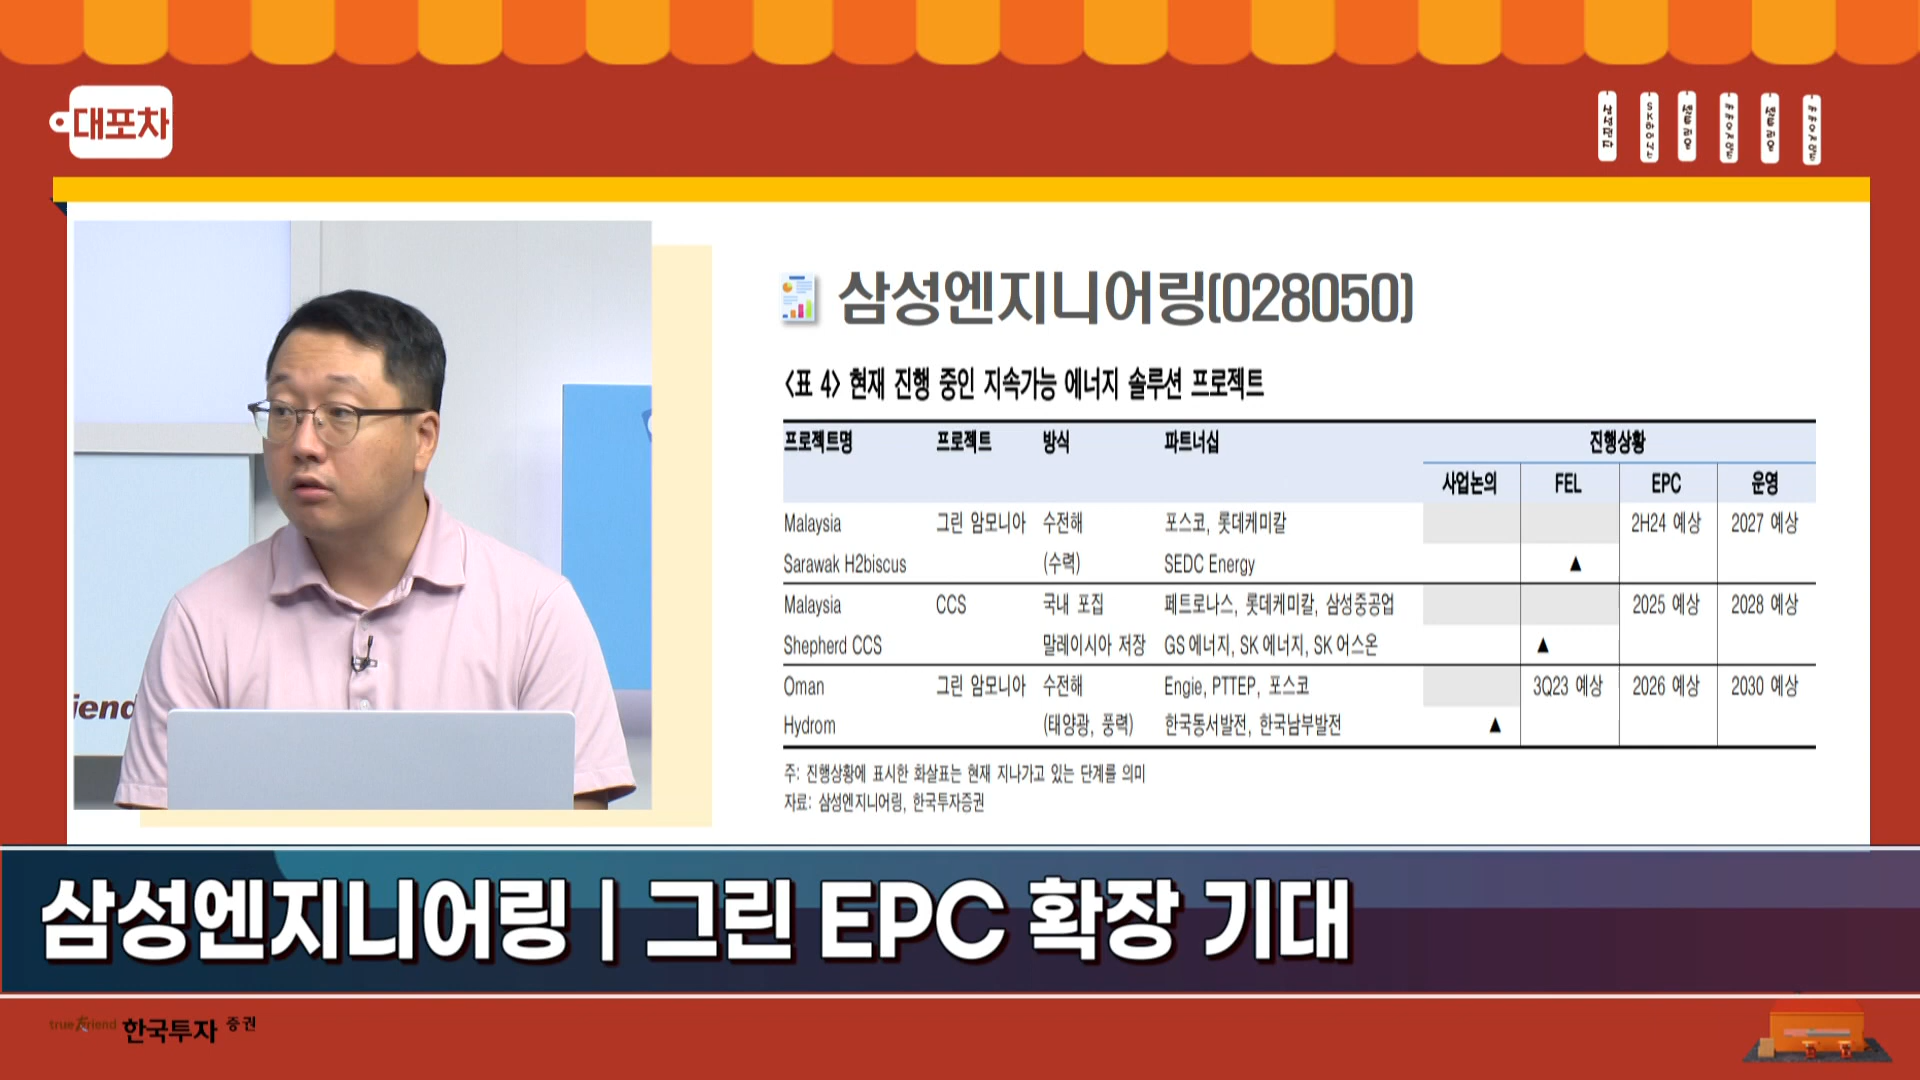 대포차
삼성엔지니어링(028050)
<표 4> 현재 진행 중인 지속가능 에너지 솔루션 프로젝트
프로젝트명 프로젝트 방식 파트너십 진행상황
사업논의 FEL EPC 운영
Malaysia 그린 암모니아 수전해 포스코, 롯데케미칼 2H24 예상 2027 예상
Sarawak H2biscus (수력) SEDC Energy ▲
Malaysia CCS 국내 포집 페트로나스, 롯데케미칼, 삼성중공업 2025 예상 2028 예상
Shepherd CCS 말레이시아 저장 GS에너지, SK에너지, SK어스온 ▲
Oman 그린 암모니아 수전해 Engie, PTTEP, 포스코 3Q23 예상 2026 예상 2030 예상
Hydrom (태양광, 풍력) 한국동서발전, 한국남부발전 ▲
주: 진행상황에 표시한 화살표는 현재 지나가고 있는 단계를 의미
자료: 삼성엔지니어링, 한국투자증권
iend
삼성엔지니어링 | 그린 EPC 확장 기대
true friend 한국투자 증권